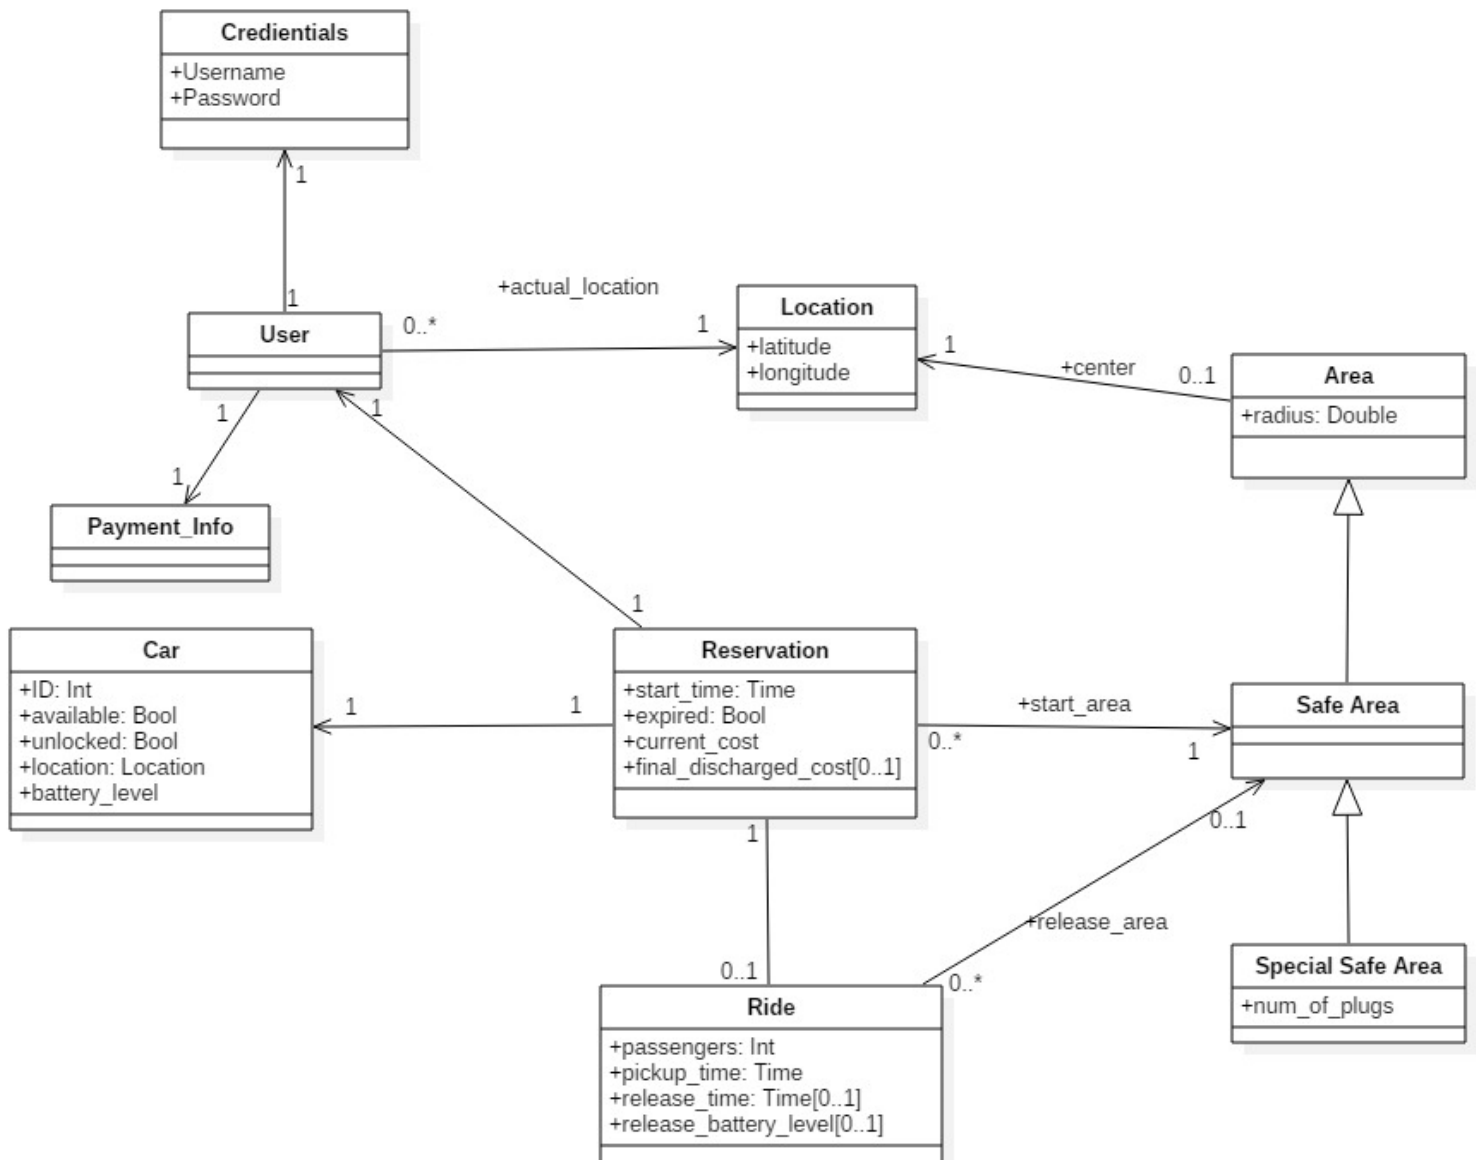 Credientials
+Username
+Password
1
1
User
0..*
+actual_location
1
Location
+latitude
+longitude
1
+center
0..1
Area
+radius: Double
1
1
1
Payment_Info
1
Car
+ID: Int
+available: Bool
+unlocked: Bool
+location: Location
+battery_level
1
1
Reservation
+start_time: Time
+expired: Bool
+current_cost
+final_discharged_cost[0..1]
+start_area
0..*
1
Safe Area
1
0..1
0..1
+release_area
0..*
Special Safe Area
+num_of_plugs
Ride
+passengers: Int
+pickup_time: Time
+release_time: Time[0..1]
+release_battery_level[0..1]